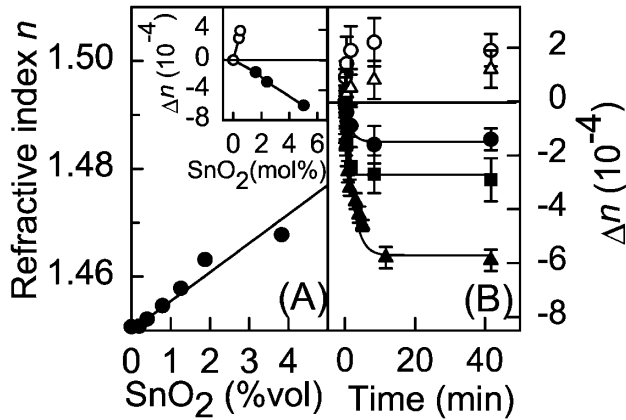 Refractive index n
1.50
1.48
1.46
Δn (10⁻⁴)
4
0
-4
-8
0 2 4 6
SnO₂(mol%)
(A)
0 1 2 3 4
SnO₂ (%vol)
(B)
0 20 40
Time (min)
2
0
-2
-4
-6
-8
Δn (10⁻⁴)